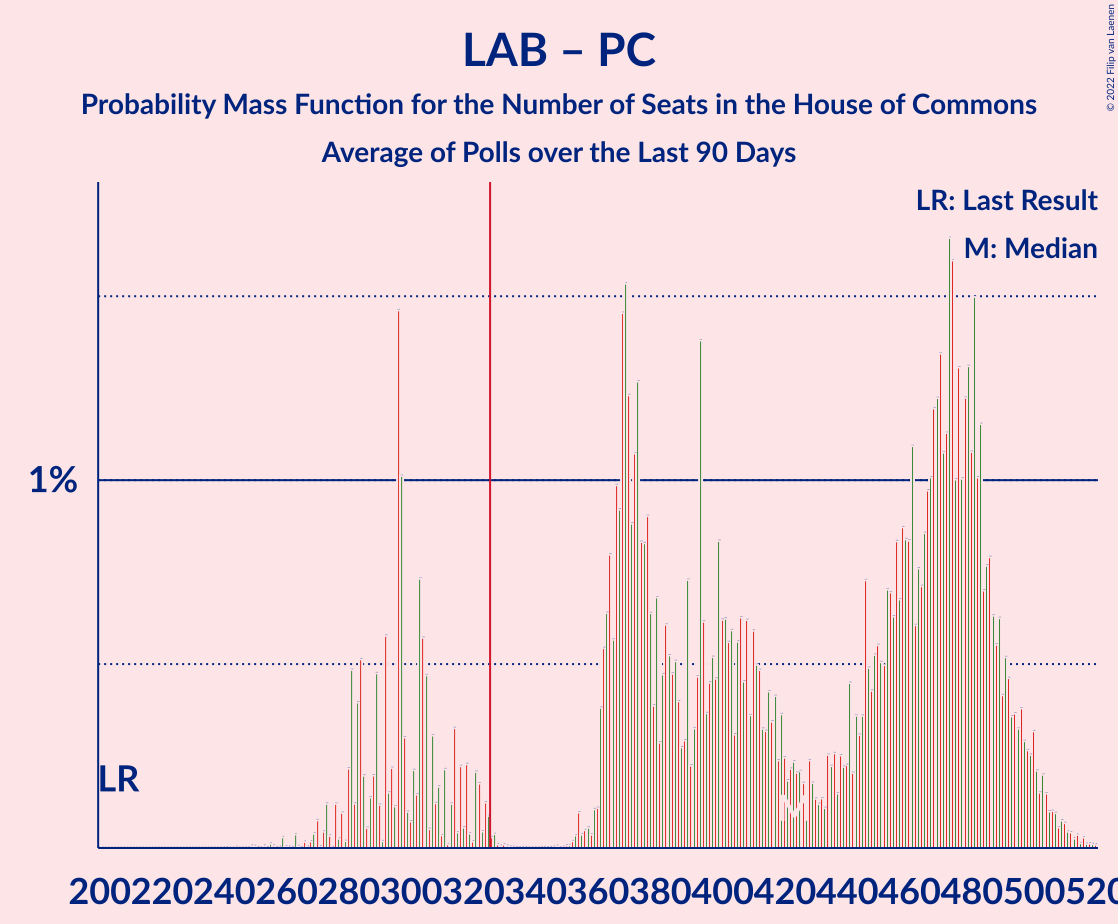 LAB – PC
Probability Mass Function for the Number of Seats in the House of Commons
Average of Polls over the Last 90 Days
© 2022 Filip van Laenen
LR: Last Result
M: Median
1%
LR
M
200220240260280300320340360380400420440460480500520